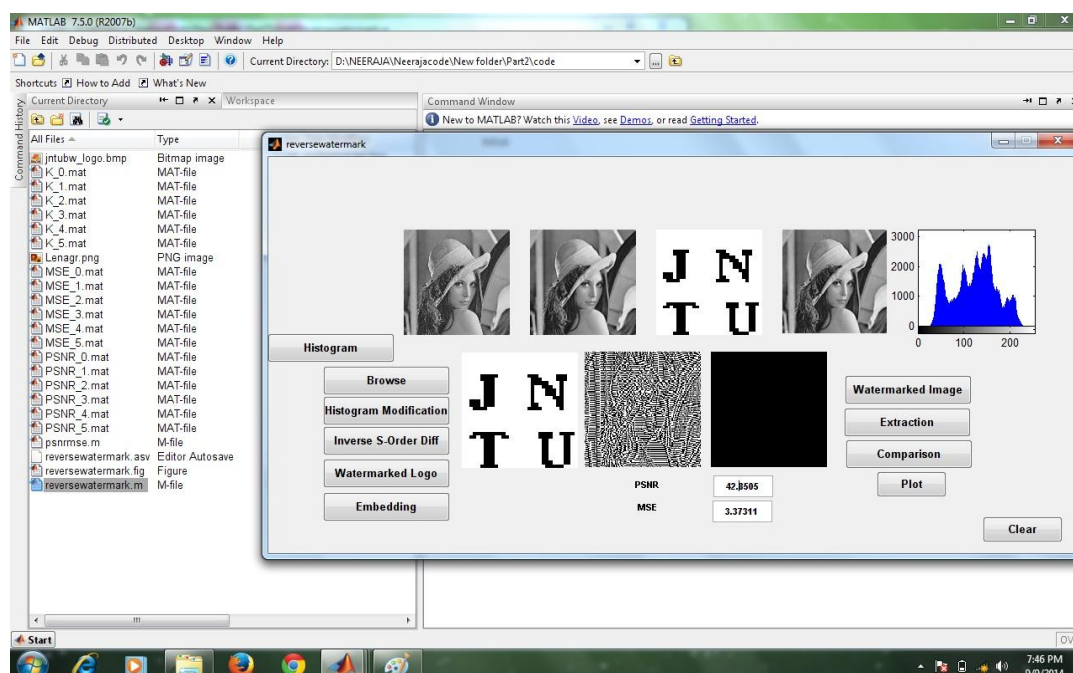 MATLAB 7.5.0 (R2007b)
File Edit Debug Distributed Desktop Window Help
Current Directory: D:\NEERAJA\Neerajacode\New folder\Part2\code
Shortcuts How to Add What's New
Current Directory Workspace
Command Window
New to MATLAB? Watch this Video, see Demos, or read Getting Started.
Command History
All Files Type
jntubw_logo.bmp Bitmap image
K_0.mat MAT-file
K_1.mat MAT-file
K_2.mat MAT-file
K_3.mat MAT-file
K_4.mat MAT-file
K_5.mat MAT-file
Lenagr.png PNG image
MSE_0.mat MAT-file
MSE_1.mat MAT-file
MSE_2.mat MAT-file
MSE_3.mat MAT-file
MSE_4.mat MAT-file
MSE_5.mat MAT-file
PSNR_0.mat MAT-file
PSNR_1.mat MAT-file
PSNR_2.mat MAT-file
PSNR_3.mat MAT-file
PSNR_4.mat MAT-file
PSNR_5.mat MAT-file
psnrmse.m M-file
reversewatermark.asv Editor Autosave
reversewatermark.fig Figure
reversewatermark.m M-file
reversewatermark
J N
T U
3000
2000
1000
0
0 100 200
Histogram
Browse
Histogram Modification
Inverse S-Order Diff
Watermarked Logo
Embedding
J N
T U
PSNR 42.8505
MSE 3.37311
Watermarked Image
Extraction
Comparison
Plot
Clear
Start
7:46 PM